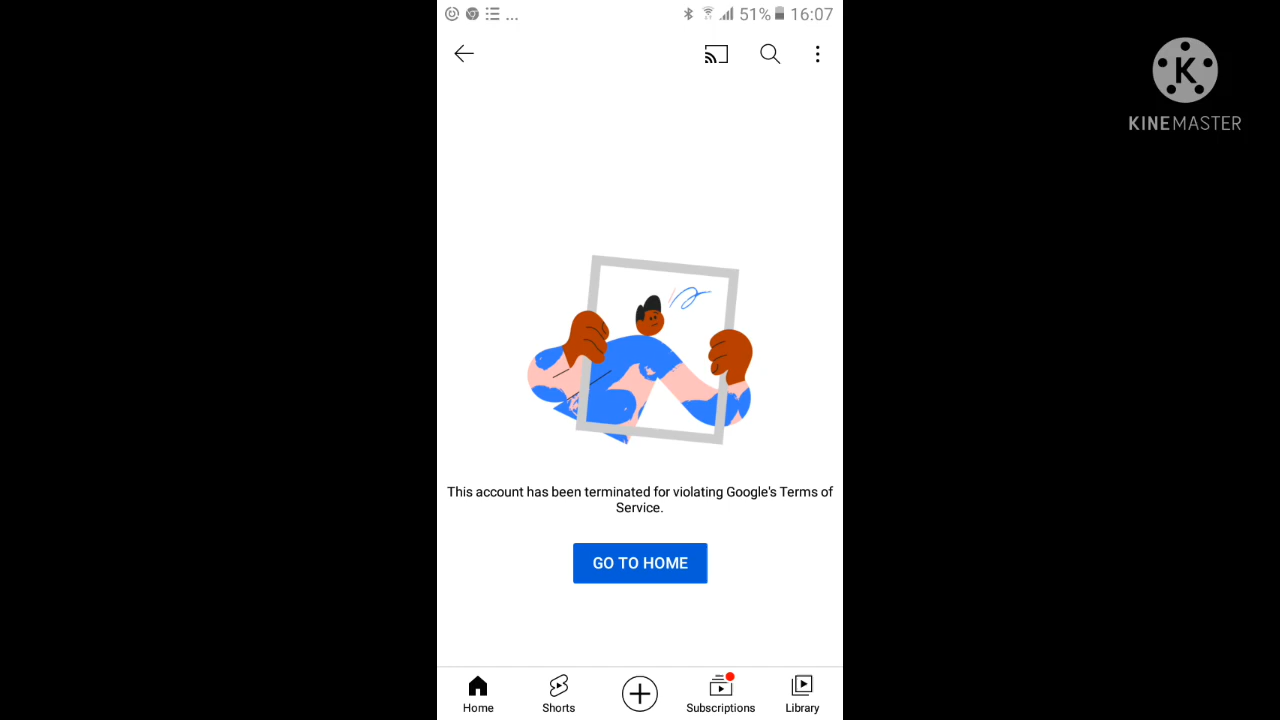 ... 51% 16:07
K
KINEMASTER
This account has been terminated for violating Google's Terms of
Service.
GO TO HOME
Home Shorts Subscriptions Library